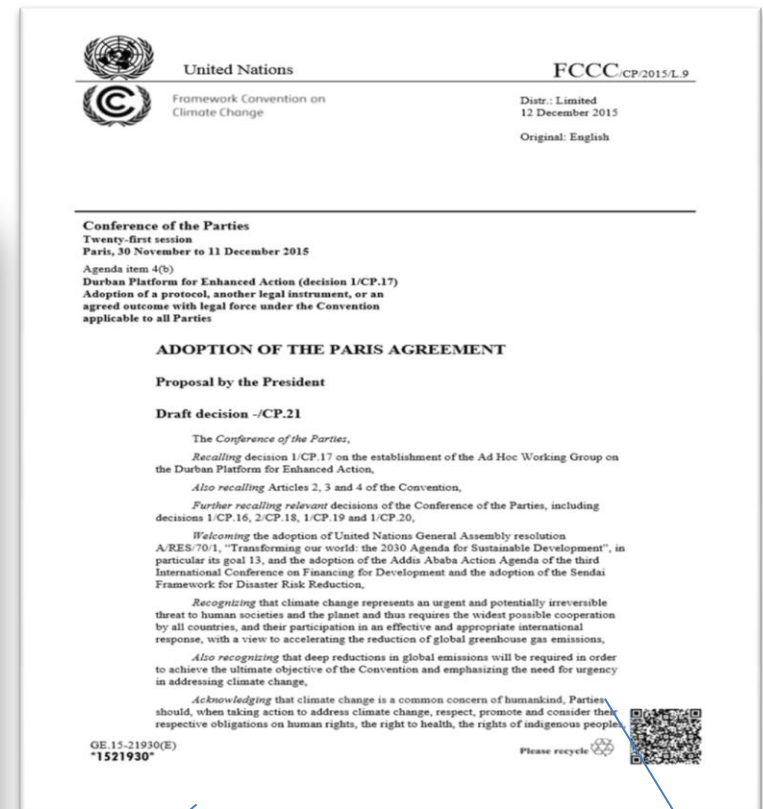 United Nations
FCCC/CP/2015/L.9
Framework Convention on
Climate Change
Distr.: Limited
12 December 2015
Original: English
Conference of the Parties
Twenty-first session
Paris, 30 November to 11 December 2015
Agenda item 4(b)
Durban Platform for Enhanced Action (decision 1/CP.17)
Adoption of a protocol, another legal instrument, or an
agreed outcome with legal force under the Convention
applicable to all Parties
ADOPTION OF THE PARIS AGREEMENT
Proposal by the President
Draft decision -/CP.21
The Conference of the Parties,
Recalling decision 1/CP.17 on the establishment of the Ad Hoc Working Group on
the Durban Platform for Enhanced Action,
Also recalling Articles 2, 3 and 4 of the Convention,
Further recalling relevant decisions of the Conference of the Parties, including
decisions 1/CP.16, 2/CP.18, 1/CP.19 and 1/CP.20,
Welcoming the adoption of United Nations General Assembly resolution
A/RES/70/1, “Transforming our world: the 2030 Agenda for Sustainable Development”, in
particular its goal 13, and the adoption of the Addis Ababa Action Agenda of the third
International Conference on Financing for Development and the adoption of the Sendai
Framework for Disaster Risk Reduction,
Recognizing that climate change represents an urgent and potentially irreversible
threat to human societies and the planet and thus requires the widest possible cooperation
by all countries, and their participation in an effective and appropriate international
response, with a view to accelerating the reduction of global greenhouse gas emissions,
Also recognizing that deep reductions in global emissions will be required in order
to achieve the ultimate objective of the Convention and emphasizing the need for urgency
in addressing climate change,
Acknowledging that climate change is a common concern of humankind, Parties
should, when taking action to address climate change, respect, promote and consider their
respective obligations on human rights, the right to health, the rights of indigenous peoples,
GE.15-21930(E)
*1521930*
Please recycle